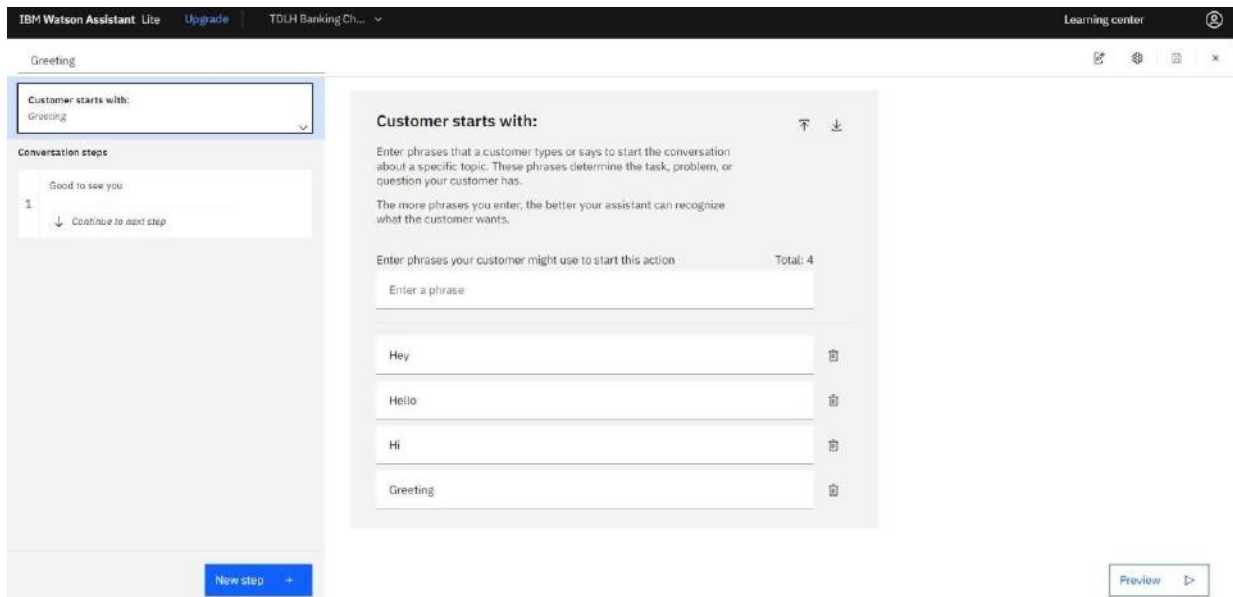 IBM Watson Assistant Lite Upgrade TDLH Banking Ch...
Learning center
Greeting
Customer starts with:
Greeting
Conversation steps
1
Good to see you
Continue to next step
New step +
Customer starts with:
Enter phrases that a customer types or says to start the conversation
about a specific topic. These phrases determine the task, problem, or
question your customer has.
The more phrases you enter, the better your assistant can recognize
what the customer wants.
Enter phrases your customer might use to start this action Total: 4
Enter a phrase
Hey
Hello
Hi
Greeting
Preview